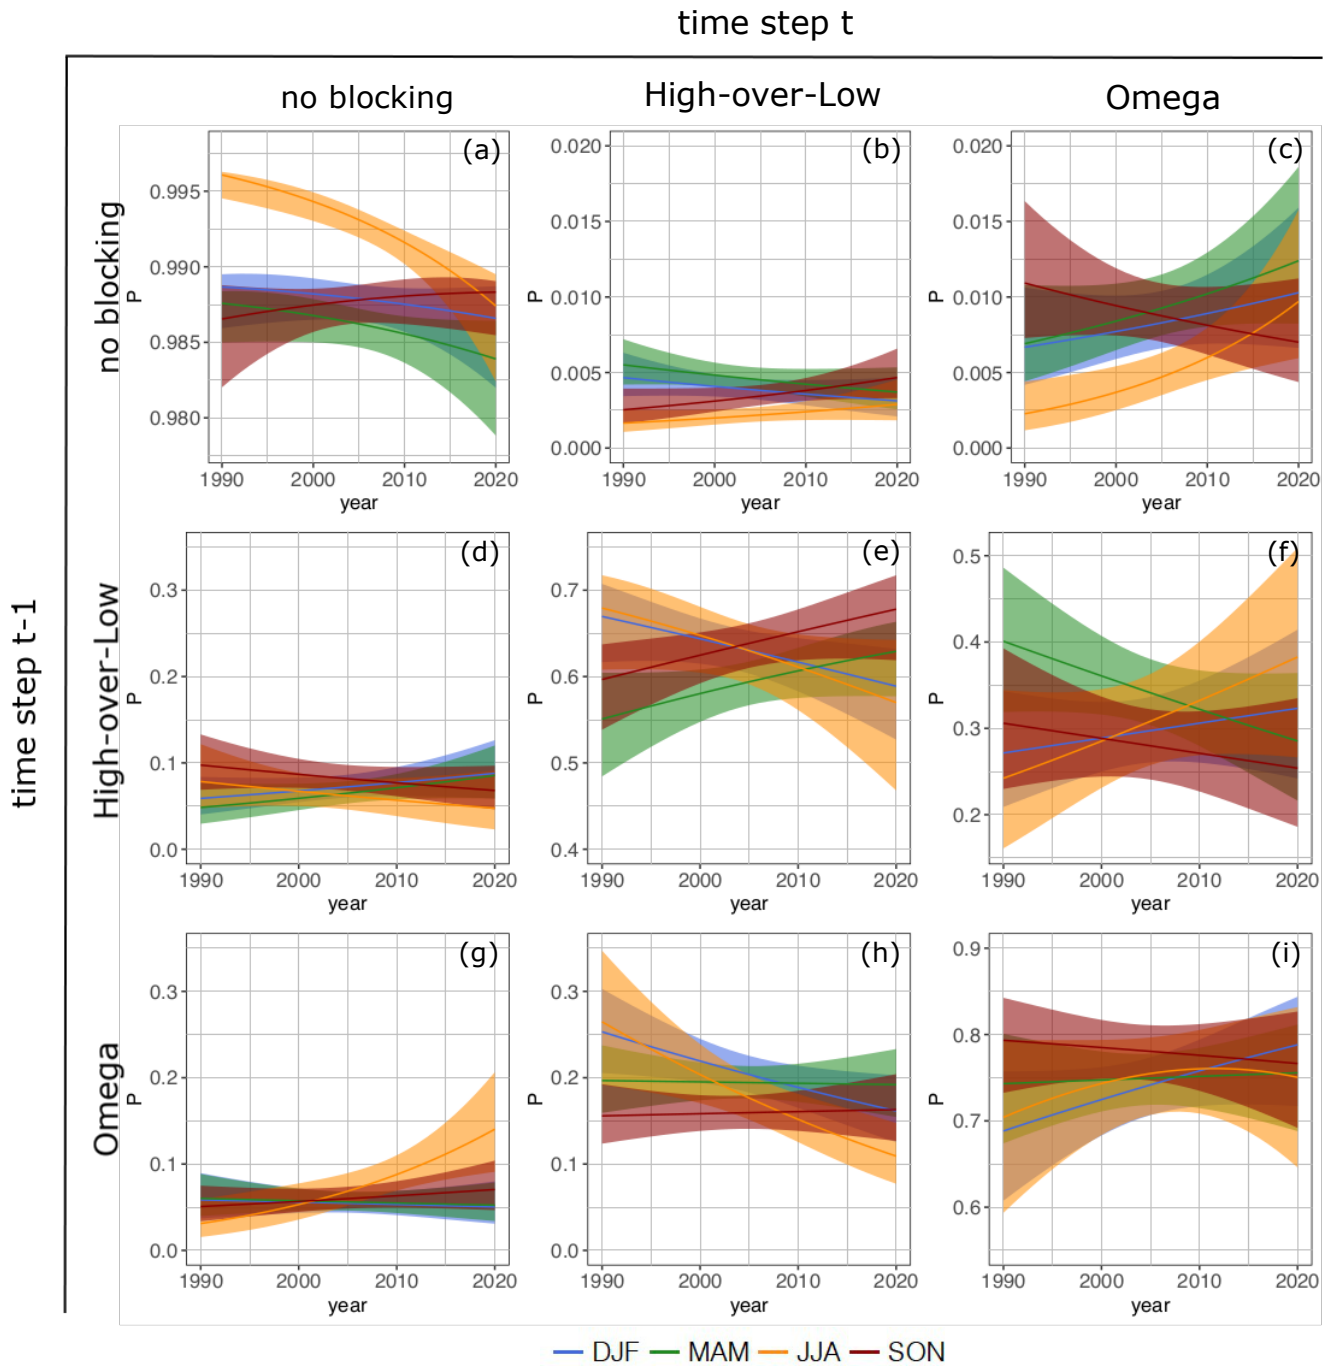 time step t
no blocking
High-over-Low
Omega
time step t-1
no blocking
High-over-Low
Omega
(a)
0.995
0.990
0.985
0.980
P
1990
2000
2010
2020
year
(b)
0.020
0.015
0.010
0.005
0.000
P
1990
2000
2010
2020
year
(c)
0.020
0.015
0.010
0.005
0.000
P
1990
2000
2010
2020
year
(d)
0.3
0.2
0.1
0.0
P
1990
2000
2010
2020
year
(e)
0.7
0.6
0.5
0.4
P
1990
2000
2010
2020
year
(f)
0.5
0.4
0.3
0.2
P
1990
2000
2010
2020
year
(g)
0.3
0.2
0.1
0.0
P
1990
2000
2010
2020
year
(h)
0.3
0.2
0.1
0.0
P
1990
2000
2010
2020
year
(i)
0.9
0.8
0.7
0.6
P
1990
2000
2010
2020
year
DJF MAM JJA SON